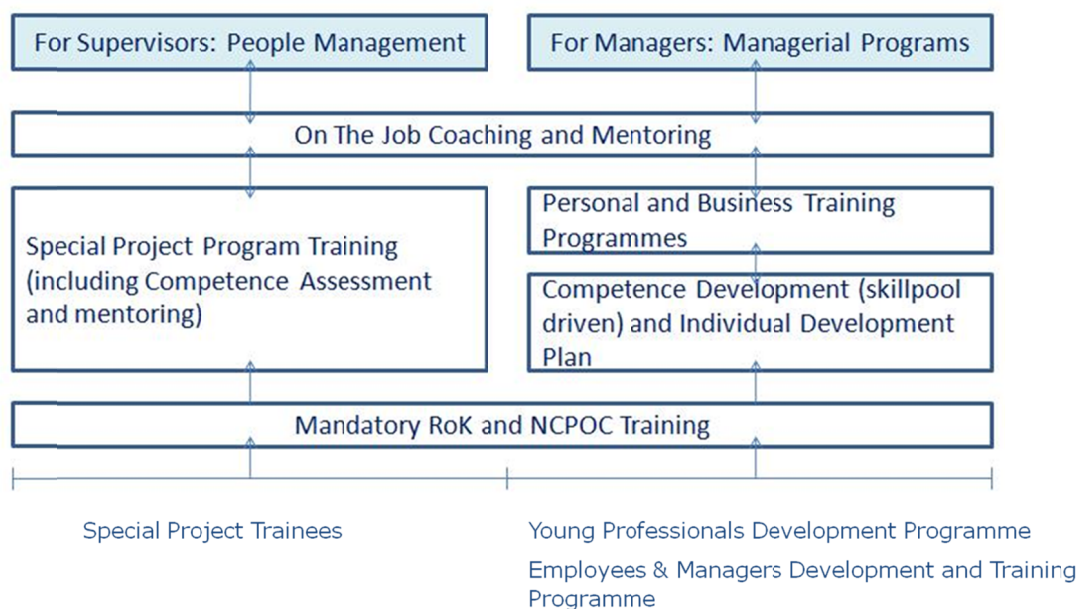 For Supervisors: People Management
For Managers: Managerial Programs
On The Job Coaching and Mentoring
Special Project Program Training
(including Competence Assessment
and mentoring)
Personal and Business Training
Programmes
Competence Development (skillpool
driven) and Individual Development
Plan
Mandatory RoK and NCPOC Training
Special Project Trainees
Young Professionals Development Programme
Employees & Managers Development and Training
Programme